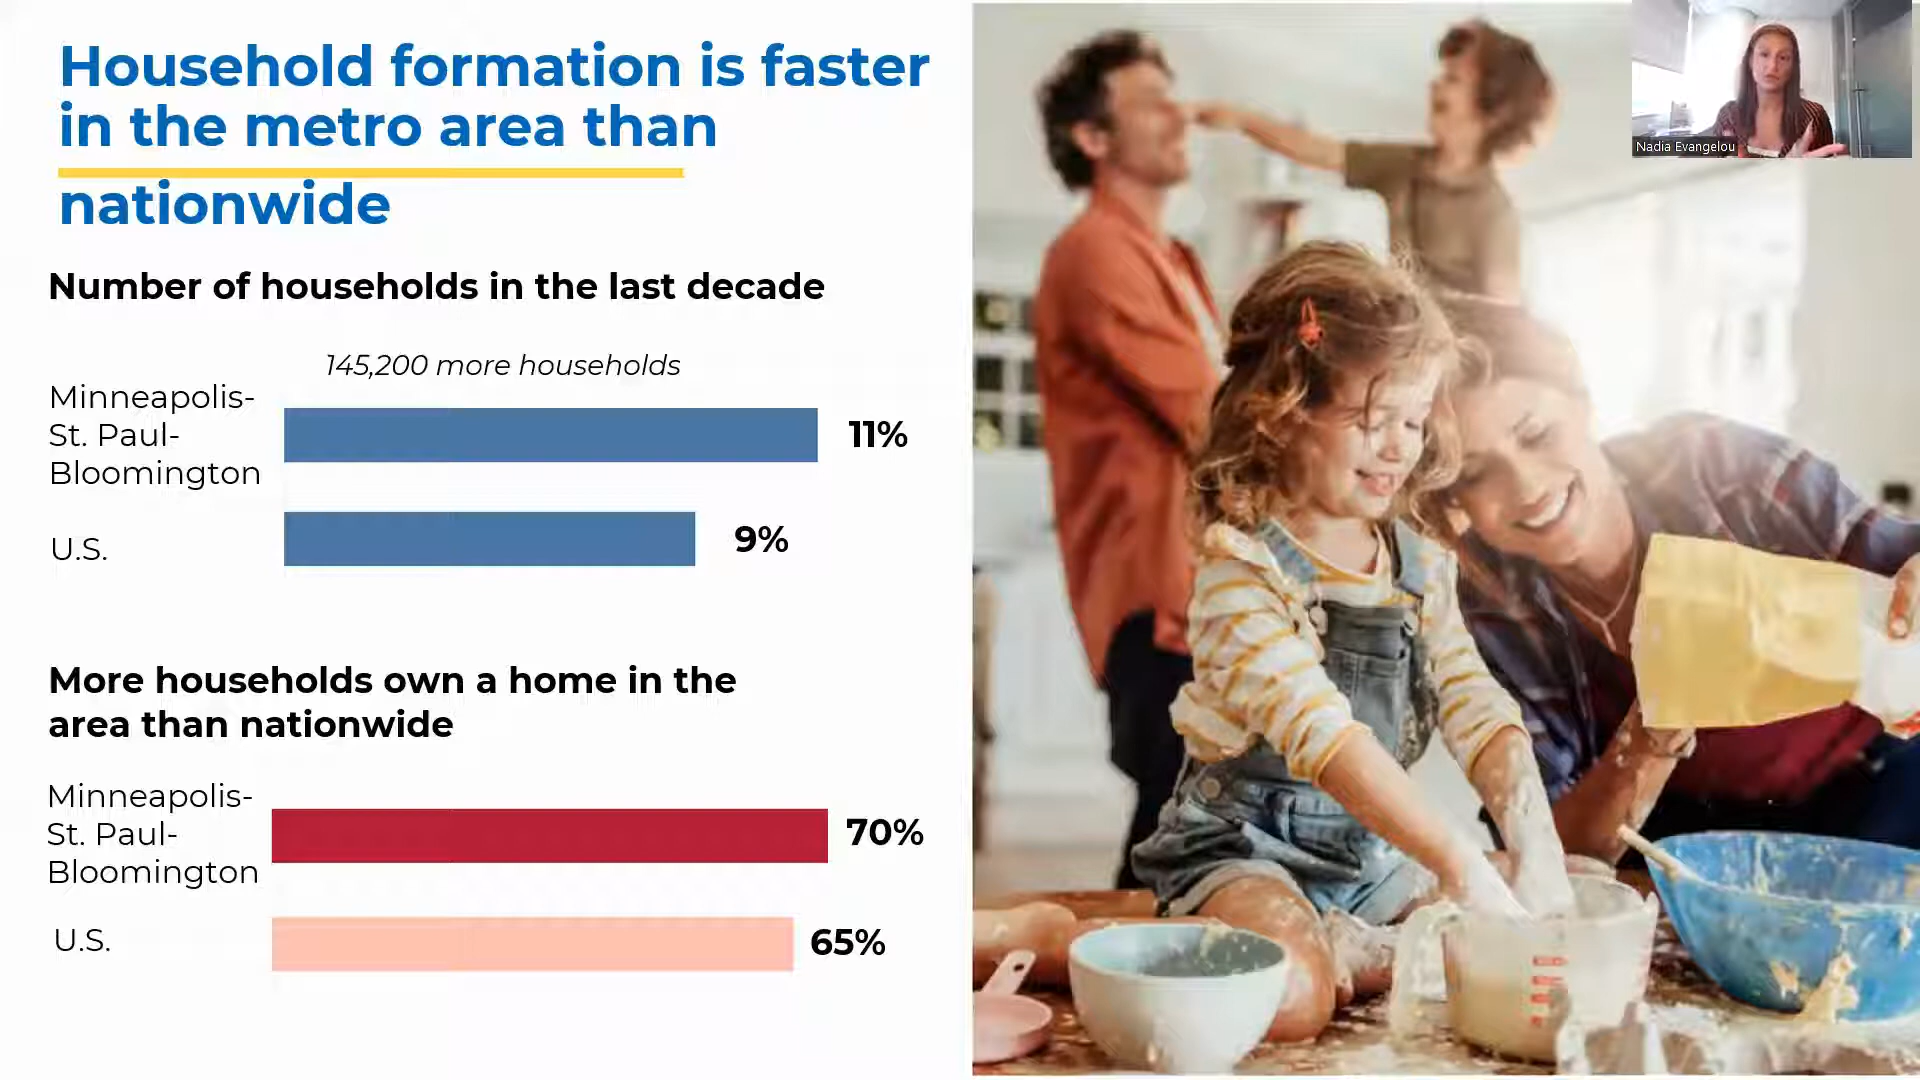 Household formation is faster
in the metro area than
nationwide
Number of households in the last decade
145,200 more households
Minneapolis-
St. Paul-
Bloomington
11%
U.S.
9%
More households own a home in the
area than nationwide
Minneapolis-
St. Paul-
Bloomington
70%
U.S.
65%
Nadia Evangelou